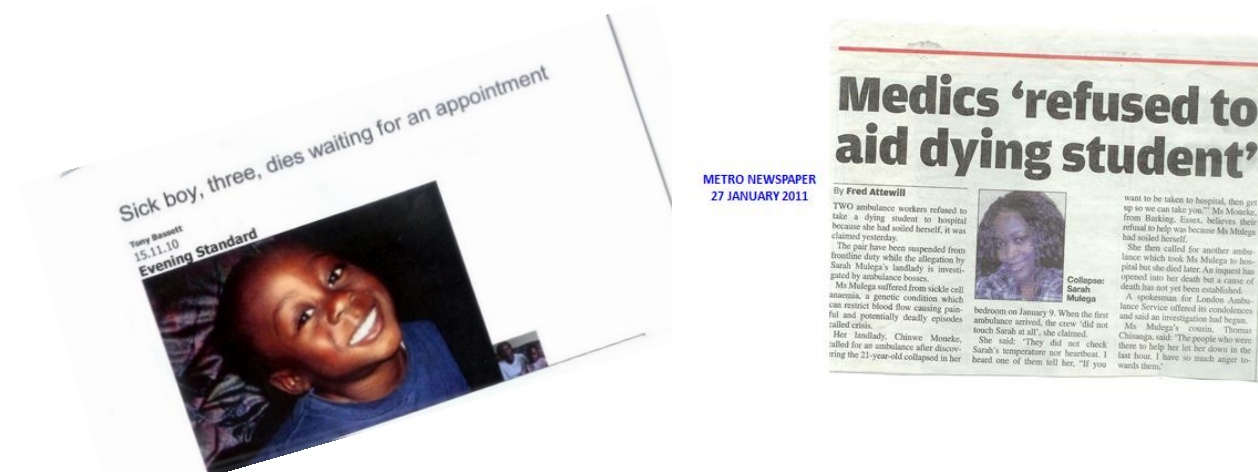 Sick boy, three, dies waiting for an appointment
Tony Bassett
15.11.10
Evening Standard
METRO NEWSPAPER
27 JANUARY 2011
Medics ‘refused to
aid dying student’
By Fred Attewill
TWO ambulance workers refused to
take a dying student to hospital
because she had soiled herself, it was
claimed yesterday.
The pair have been suspended from
frontline duty while the allegation by
Sarah Mulega's landlady is investi-
gated by ambulance bosses.
Ms Mulega suffered from sickle cell
anaemia, a genetic condition which
can restrict blood flow causing pain-
ful and potentially deadly episodes
called crisis.
Her landlady, Chinwe Moneke,
called for an ambulance after discov-
ering the 21-year-old collapsed in her
Collapse:
Sarah
Mulega
bedroom on January 9. When the first
ambulance arrived, the crew ‘did not
touch Sarah at all’, she claimed.
She said: ‘They did not check
Sarah's temperature nor heartbeat. I
heard one of them tell her, “If you
want to be taken to hospital, then get
up so we can take you.”’ Ms Moneke,
from Barking, Essex, believes their
refusal to help was because Ms Mulega
had soiled herself.
She then called for another ambu-
lance which took Ms Mulega to hos-
pital but she died later. An inquest has
opened into her death but a cause of
death has not yet been established.
A spokesman for London Ambu-
lance Service offered its condolences
and said an investigation had begun.
Ms Mulega's cousin, Thomas
Chisanga, said: ‘The people who were
there to help her let her down in the
last hour. I have so much anger to-
wards them.’